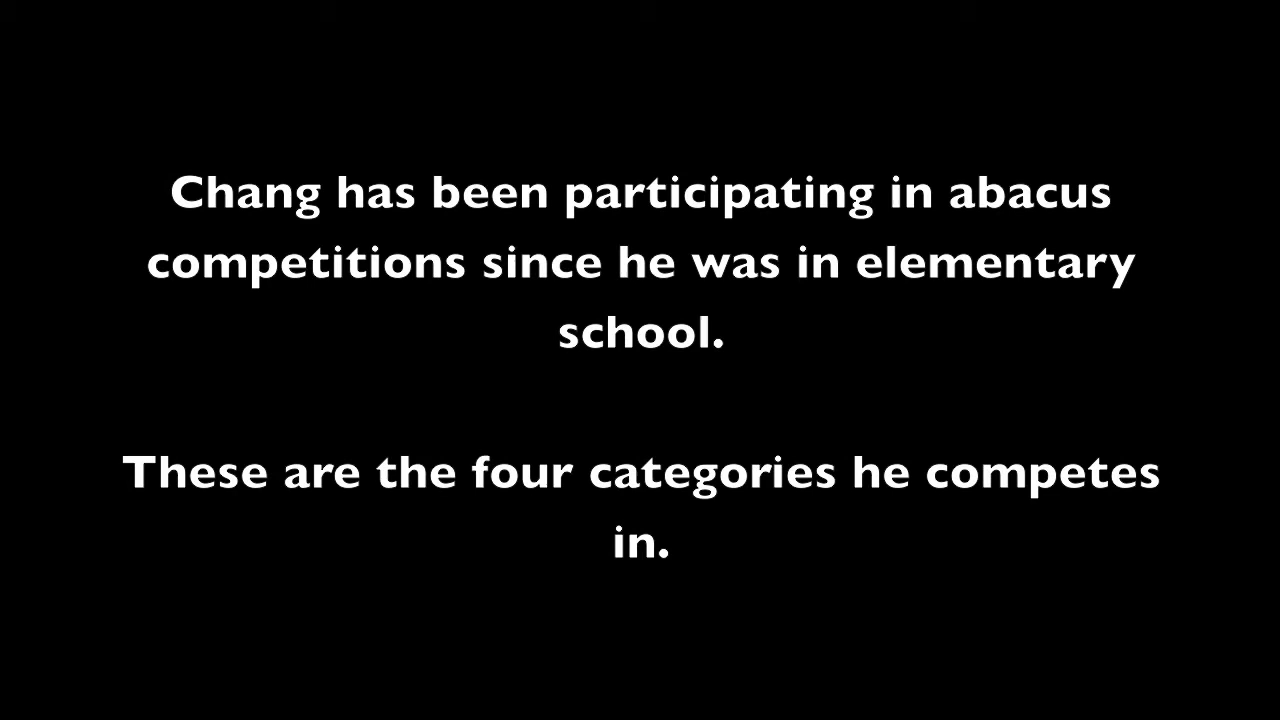 Chang has been participating in abacus
competitions since he was in elementary
school.
These are the four categories he competes
in.